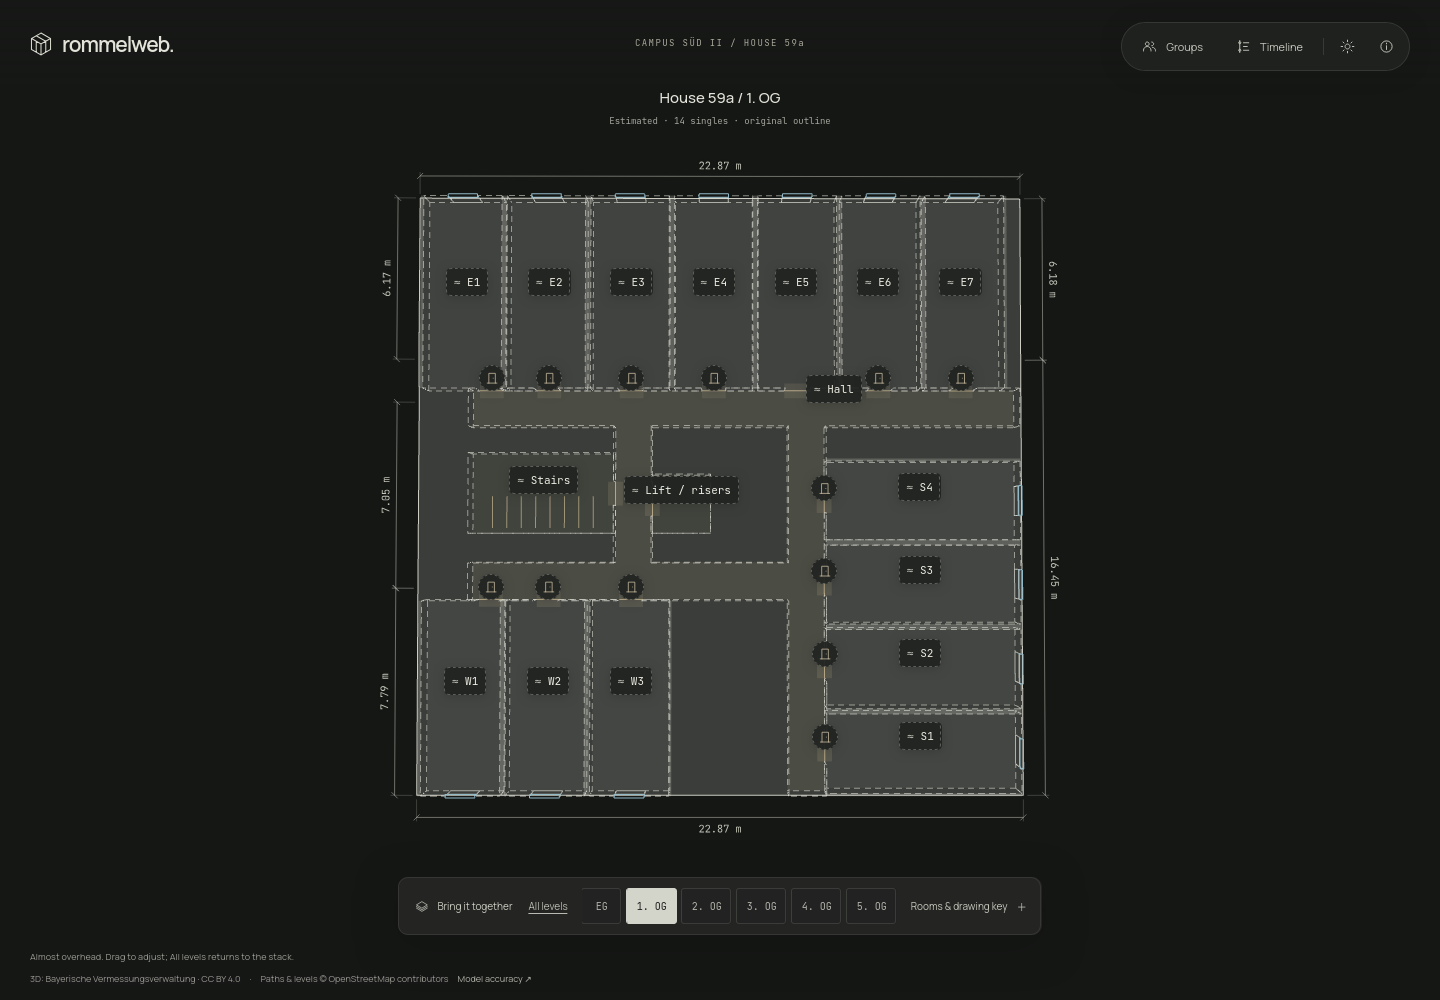 rommelweb.
CAMPUS SÜD II / HOUSE 59a
Groups
Timeline
House 59a / 1. OG
Estimated · 14 singles · original outline
22.87 m
6.17 m
6.18 m
≈ E1
≈ E2
≈ E3
≈ E4
≈ E5
≈ E6
≈ E7
≈ Hall
7.05 m
≈ Stairs
≈ Lift / risers
≈ S4
≈ S3
16.45 m
≈ S2
≈ W1
≈ W2
≈ W3
7.79 m
≈ S1
22.87 m
Bring it together
All levels
EG
1. OG
2. OG
3. OG
4. OG
5. OG
Rooms & drawing key +
Almost overhead. Drag to adjust; All levels returns to the stack.
3D: Bayerische Vermessungsverwaltung · CC BY 4.0 · Paths & levels © OpenStreetMap contributors Model accuracy ↗